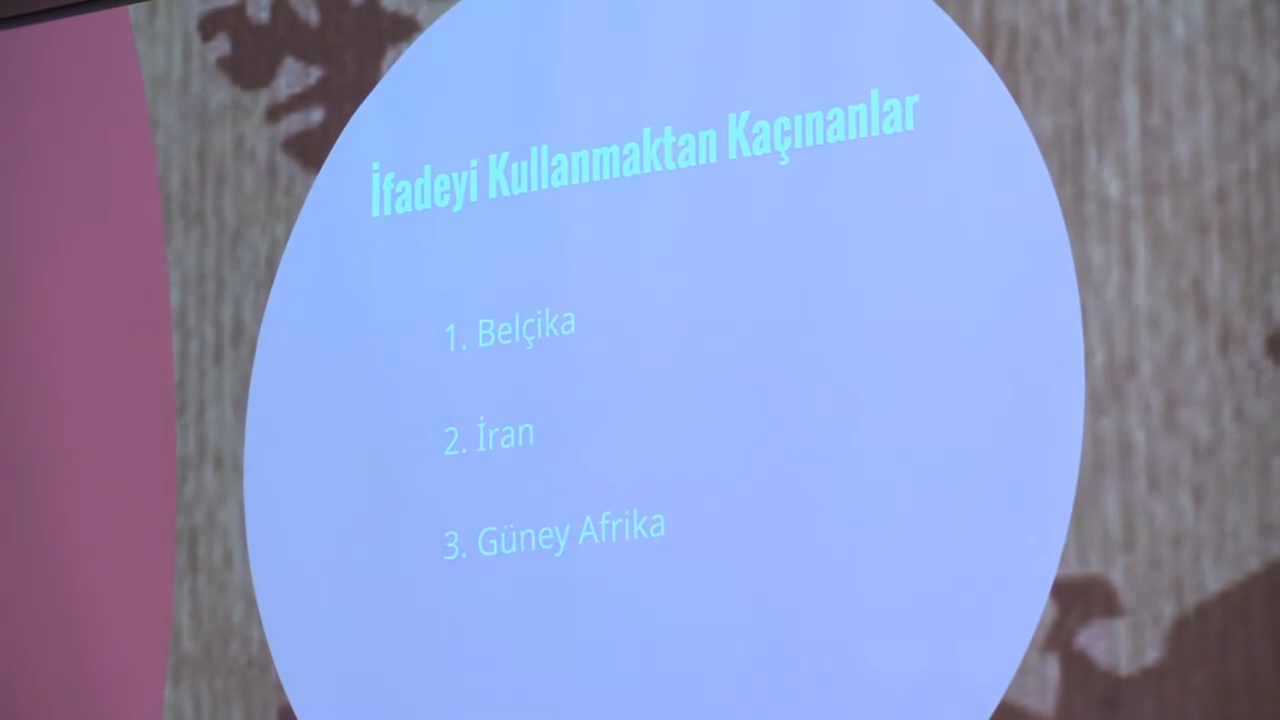 İfadeyi Kullanmaktan Kaçınanlar
1. Belçika
2. İran
3. Güney Afrika